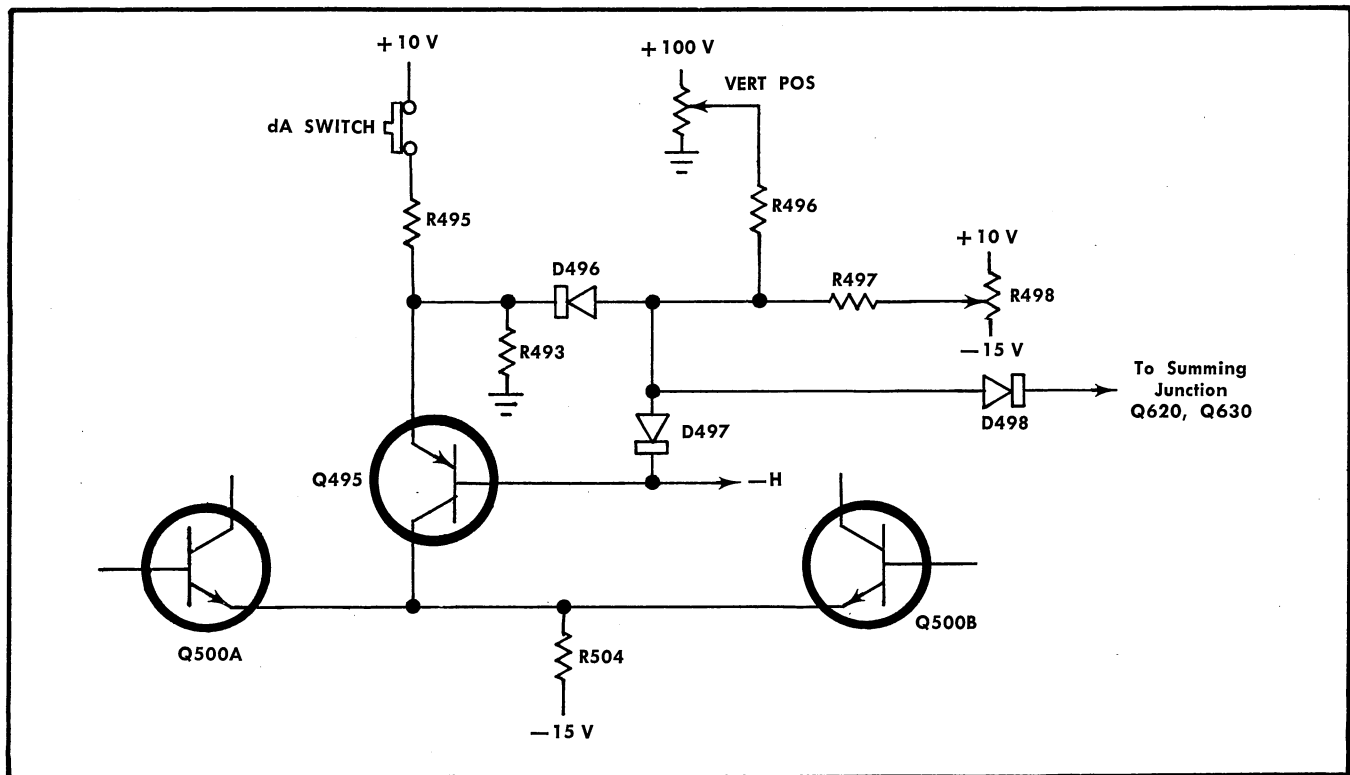 +10 V
+100 V
VERT POS
dA SWITCH
R495
R496
+10 V
D496
R497
R498
R493
—15 V
To Summing
Junction
Q620, Q630
D497
D498
Q495
—H
Q500A
R504
Q500B
—15 V